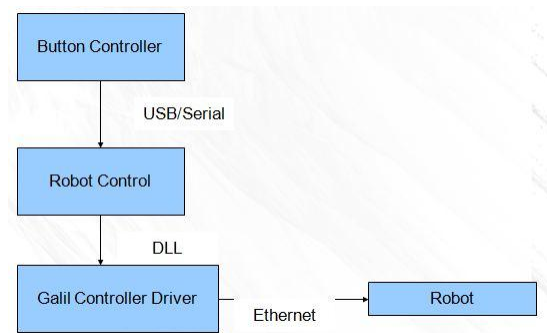 Button Controller
USB/Serial
Robot Control
DLL
Galil Controller Driver
Ethernet
Robot